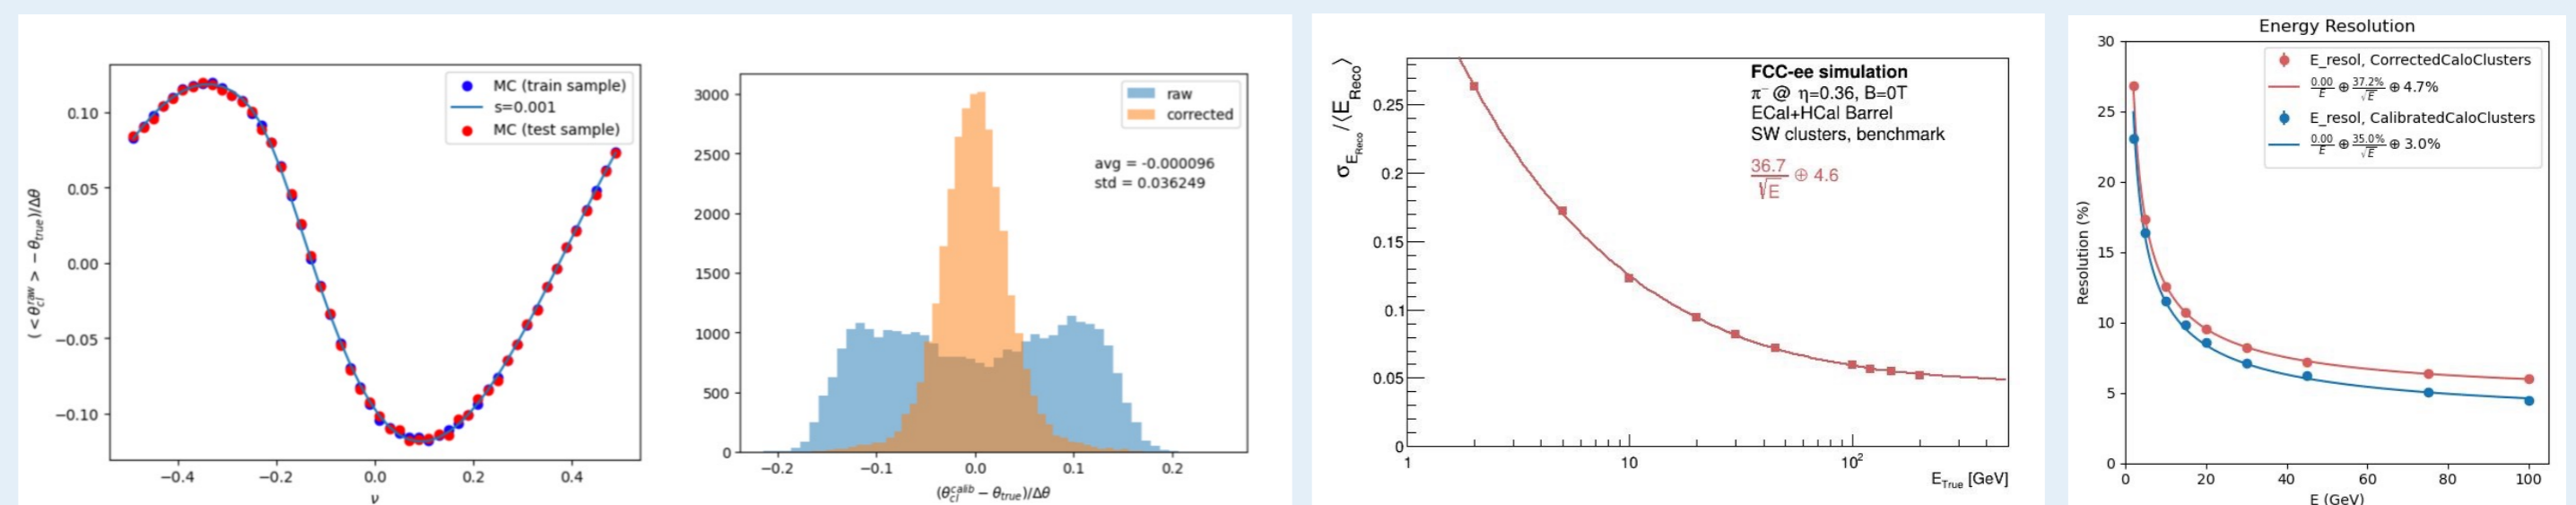 MC (train sample)
s=0.001
MC (test sample)
0.10
0.05
0.00
−0.05
−0.10
(<θ_cl^raw> − θ_true)/Δθ
−0.4
−0.2
0.0
0.2
0.4
ν
raw
corrected
avg = -0.000096
std = 0.036249
3000
2500
2000
1500
1000
500
0
−0.2
−0.1
0.0
0.1
0.2
(θ_cl^calib − θ_true)/Δθ
σ_E_Reco /⟨E_Reco⟩
FCC-ee simulation
π⁻ @ η=0.36, B=0T
ECal+HCal Barrel
SW clusters, benchmark
36.7/√E ⊕ 4.6
0.25
0.2
0.15
0.1
0.05
0
1
10
10²
E_True [GeV]
Energy Resolution
E_resol, CorrectedCaloClusters
0.00/E ⊕ 37.2%/√E ⊕ 4.7%
E_resol, CalibratedCaloClusters
0.00/E ⊕ 35.0%/√E ⊕ 3.0%
30
25
20
15
10
5
0
Resolution (%)
0
20
40
60
80
100
E (GeV)